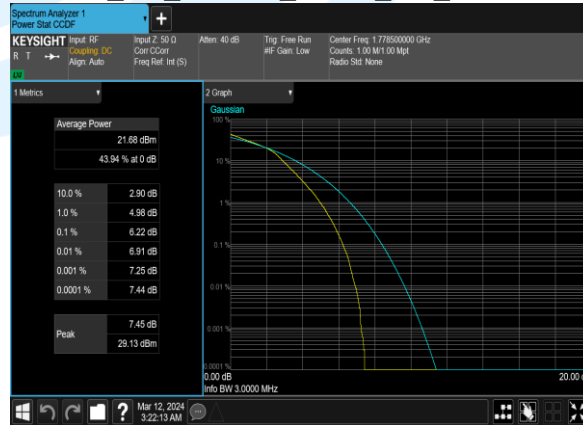 Spectrum Analyzer 1
Power Stat CCDF
KEYSIGHT
R T
Input: RF
Coupling: DC
Align: Auto
Input Z: 50 Ω
Corr CCorr
Freq Ref: Int (S)
Atten: 40 dB
Trig: Free Run
#IF Gain: Low
Center Freq: 1.778500000 GHz
Counts: 1.00 M/1.00 Mpt
Radio Std: None
1 Metrics
Average Power
21.68 dBm
43.94 % at 0 dB
10.0 % 2.90 dB
1.0 % 4.98 dB
0.1 % 6.22 dB
0.01 % 6.91 dB
0.001 % 7.25 dB
0.0001 % 7.44 dB
Peak
7.45 dB
29.13 dBm
2 Graph
Gaussian
100 %
10 %
1 %
0.1 %
0.01 %
0.001 %
0.0001 %
0.00 dB
20.00
Info BW 3.0000 MHz
?
Mar 12, 2024
3:22:13 AM